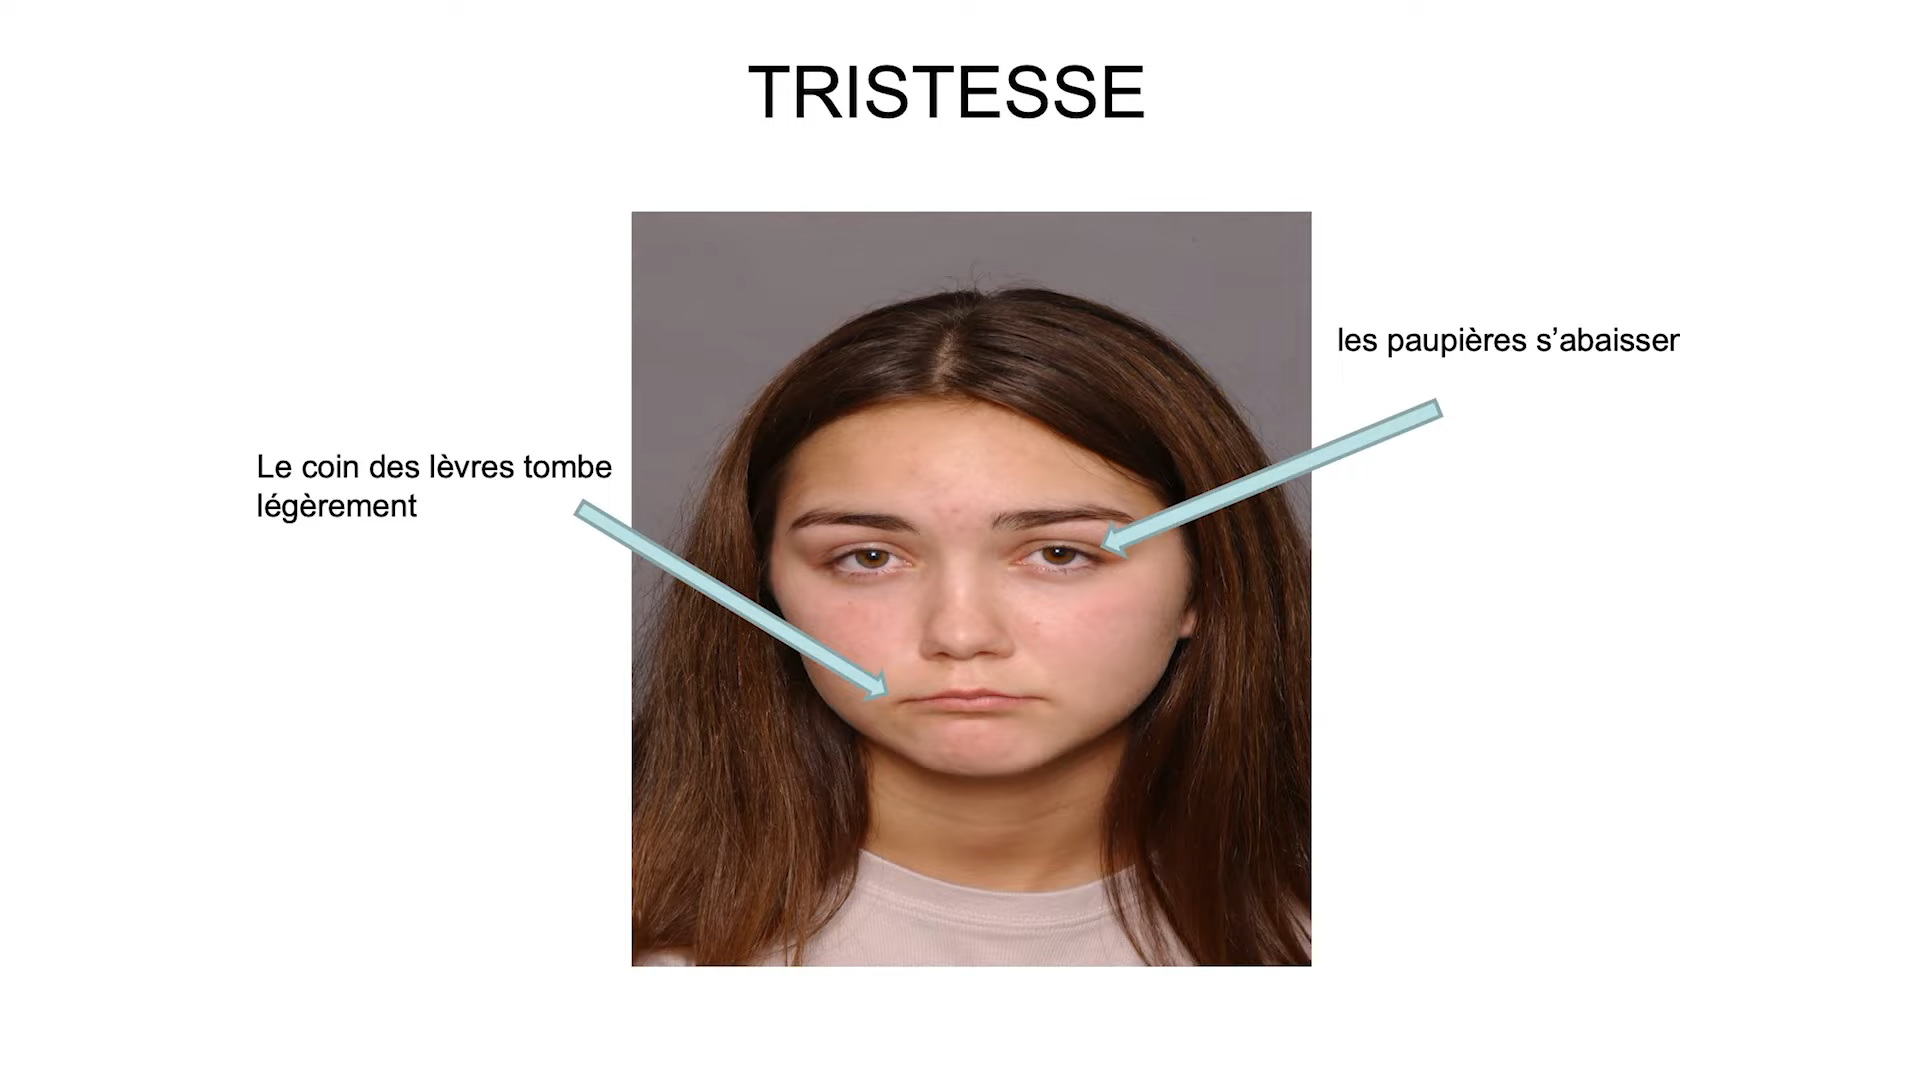 TRISTESSE
les paupières s’abaisser
Le coin des lèvres tombe
légèrement